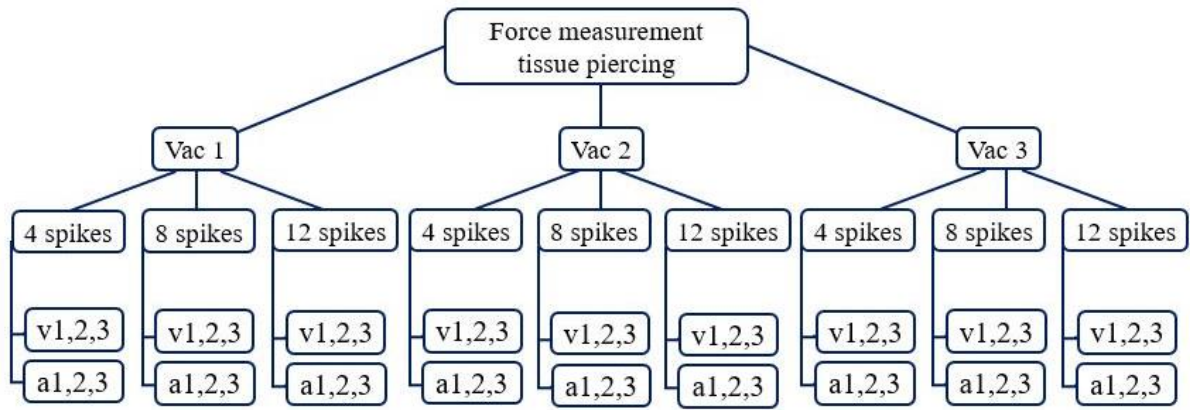 Force measurement
tissue piercing
Vac 1
Vac 2
Vac 3
4 spikes
8 spikes
12 spikes
4 spikes
8 spikes
12 spikes
4 spikes
8 spikes
12 spikes
v1,2,3
v1,2,3
v1,2,3
v1,2,3
v1,2,3
v1,2,3
v1,2,3
v1,2,3
v1,2,3
a1,2,3
a1,2,3
a1,2,3
a1,2,3
a1,2,3
a1,2,3
a1,2,3
a1,2,3
a1,2,3